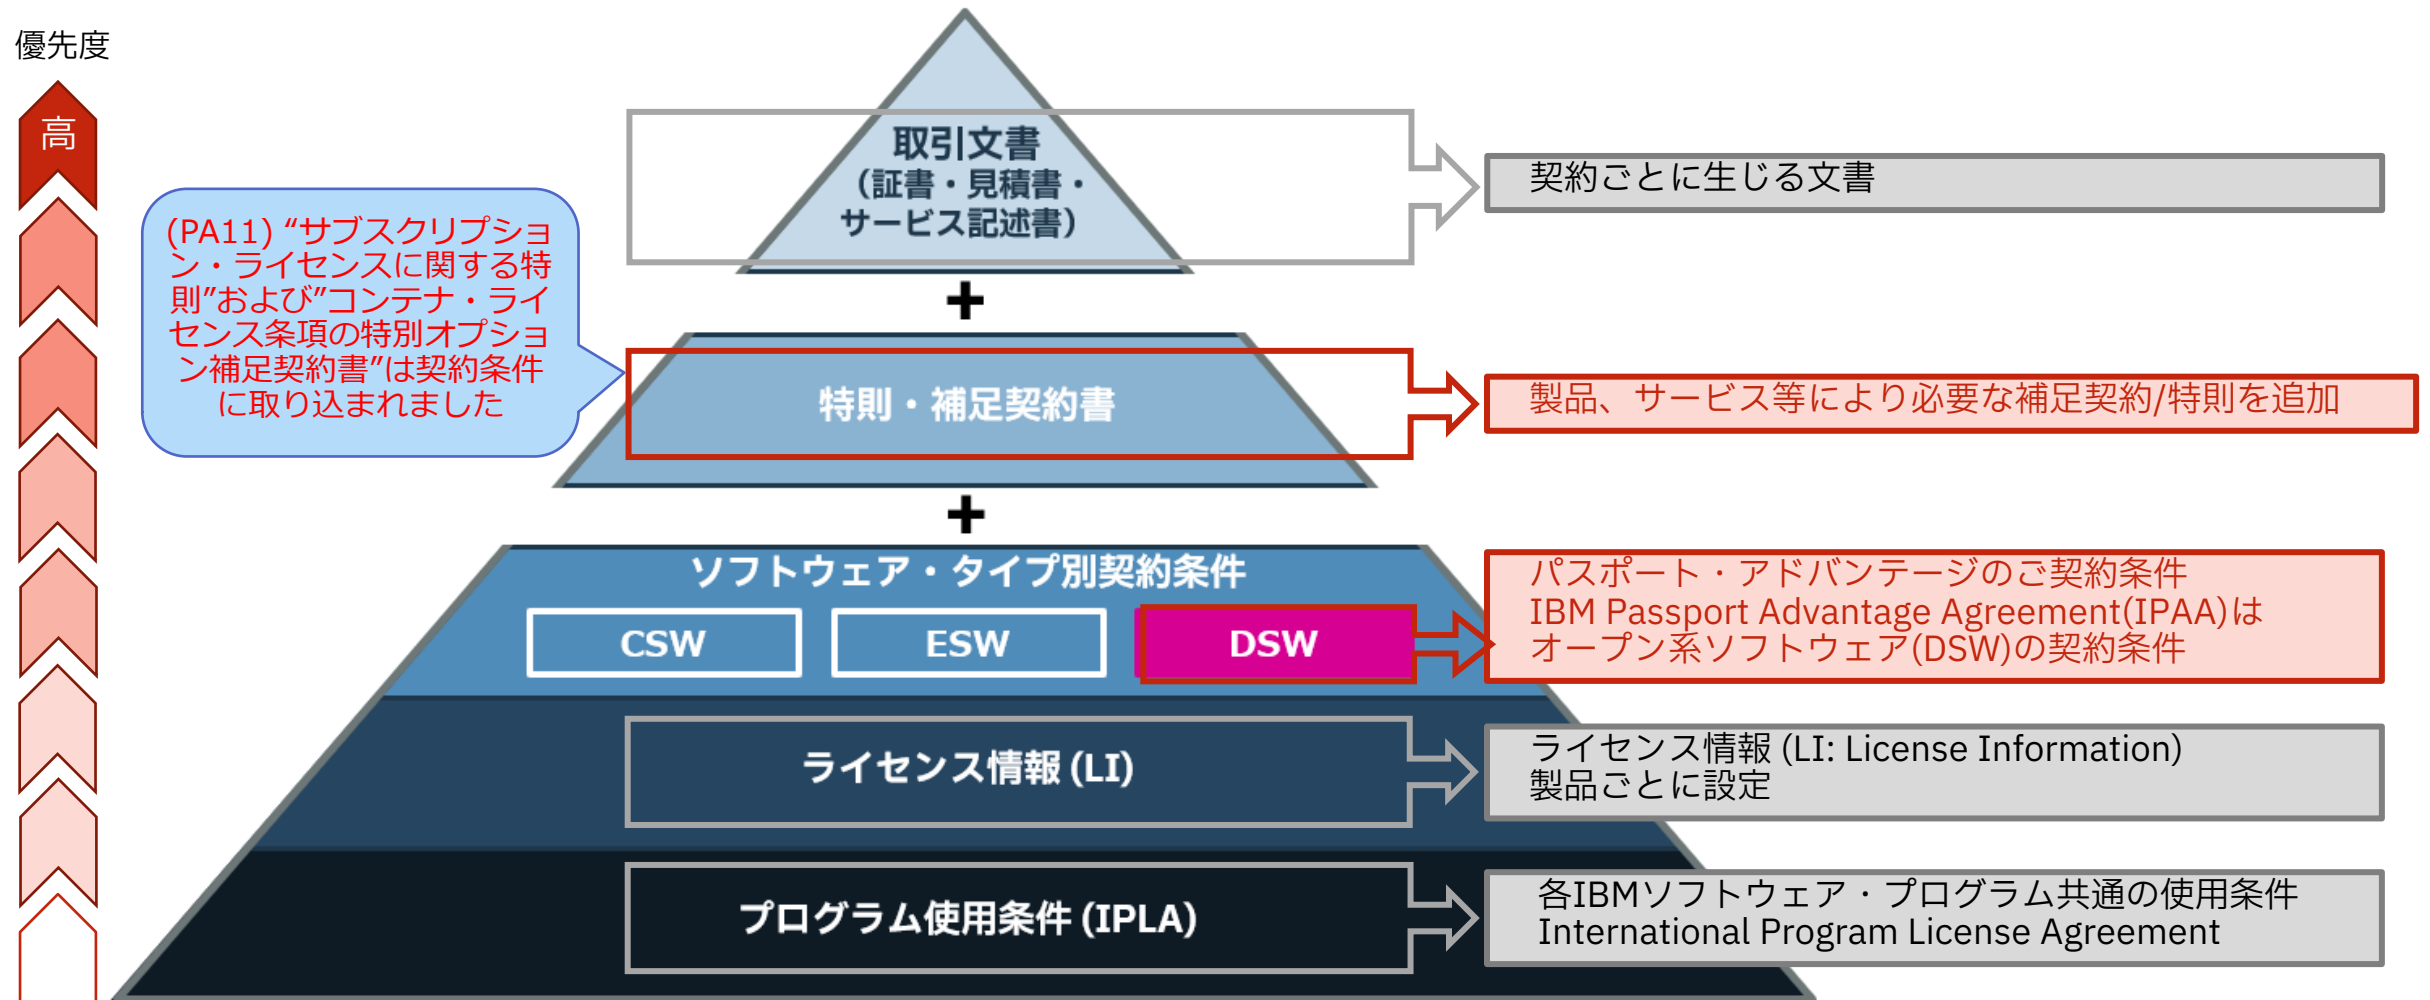 優先度
高
取引文書
（証書・見積書・
サービス記述書）
契約ごとに生じる文書
(PA11) “サブスクリプショ
ン・ライセンスに関する特
則”および”コンテナ・ライ
センス条項の特別オプショ
ン補足契約書”は契約条件
に取り込まれました
+
特則・補足契約書
製品、サービス等により必要な補足契約/特則を追加
+
ソフトウェア・タイプ別契約条件
CSW
ESW
DSW
パスポート・アドバンテージのご契約条件
IBM Passport Advantage Agreement(IPAA)は
オープン系ソフトウェア(DSW)の契約条件
ライセンス情報 (LI)
ライセンス情報 (LI: License Information)
製品ごとに設定
プログラム使用条件 (IPLA)
各IBMソフトウェア・プログラム共通の使用条件
International Program License Agreement